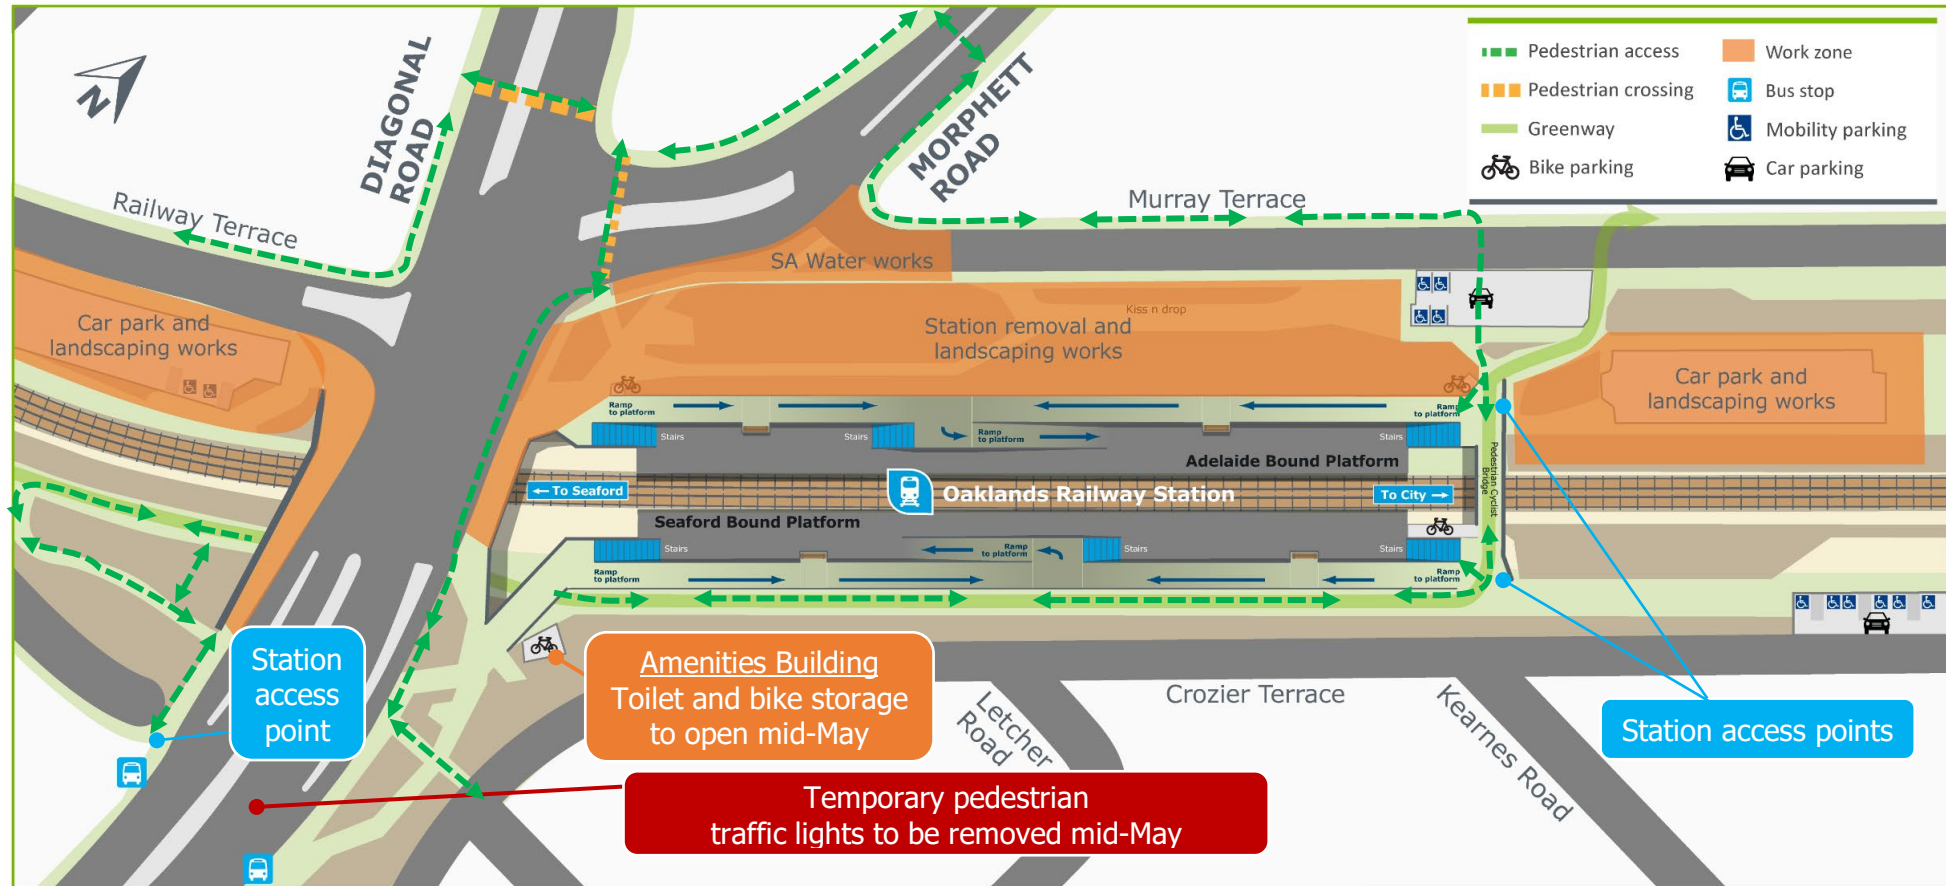 N
DIAGONAL
ROAD
MORPHETT
ROAD
Railway Terrace
Murray Terrace
Pedestrian access
Pedestrian crossing
Greenway
Bike parking
Work zone
Bus stop
Mobility parking
Car parking
SA Water works
Kiss n drop
Car park and
landscaping works
Station removal and
landscaping works
Car park and
landscaping works
Ramp
to platform
Ramp
to platform
Stairs
Stairs
Ramp
to platform
Stairs
Adelaide Bound Platform
Pedestrian Cyclist
Bridge
← To Seaford
Oaklands Railway Station
To City →
Seaford Bound Platform
Stairs
Ramp
to platform
Stairs
Stairs
Ramp
to platform
Ramp
to platform
Station
access
point
Amenities Building
Toilet and bike storage
to open mid-May
Letcher
Road
Crozier Terrace
Kearnes Road
Station access points
Temporary pedestrian
traffic lights to be removed mid-May